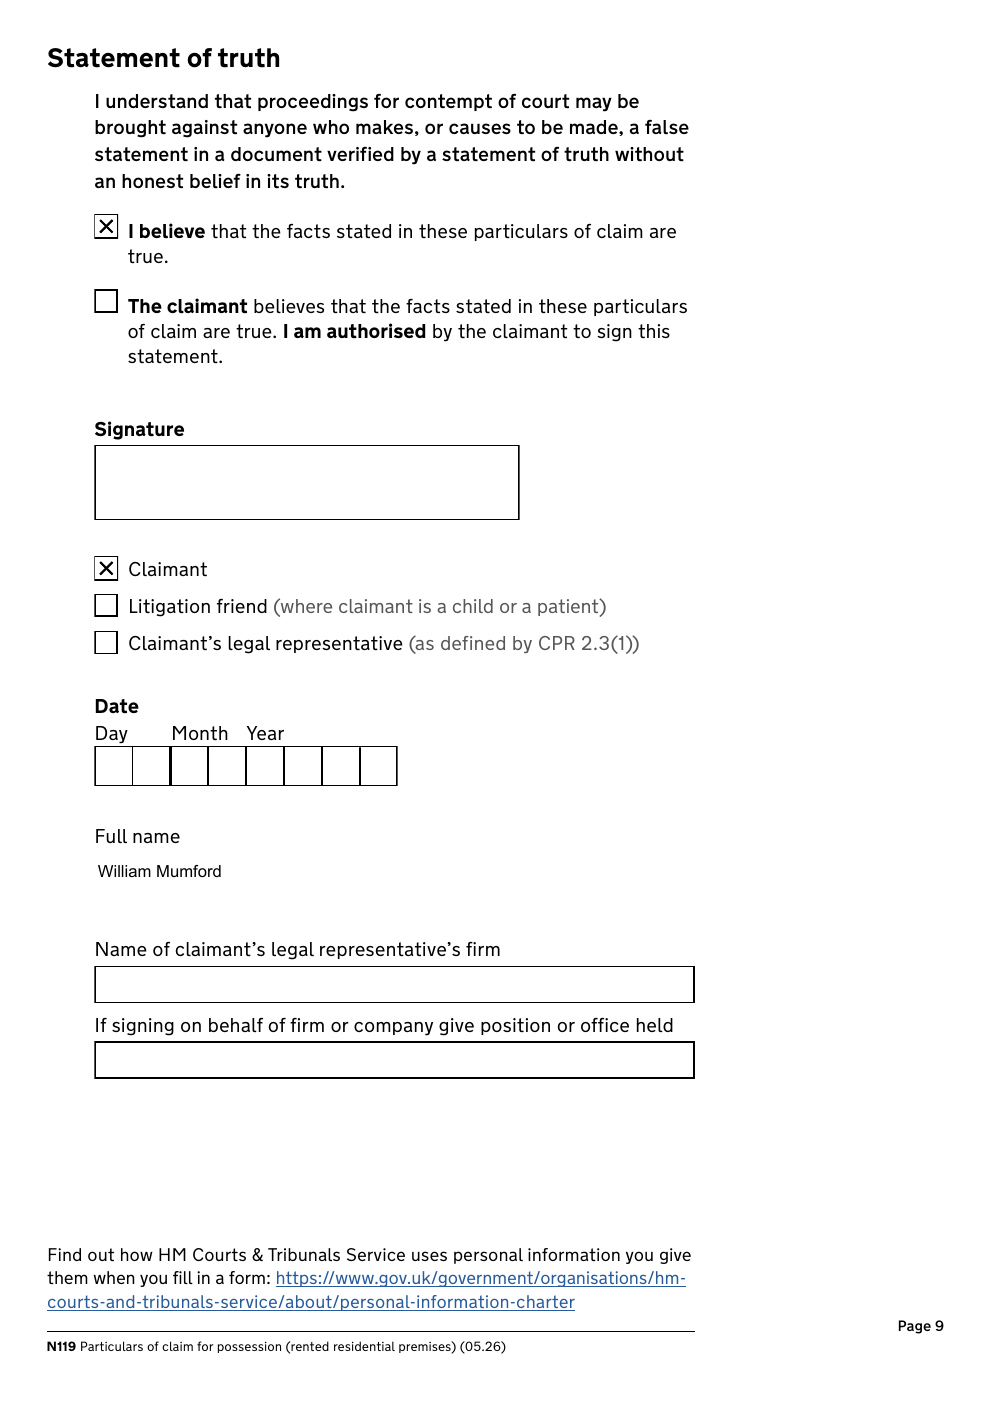 Statement of truth
I understand that proceedings for contempt of court may be
brought against anyone who makes, or causes to be made, a false
statement in a document verified by a statement of truth without
an honest belief in its truth.
I believe that the facts stated in these particulars of claim are
true.
The claimant believes that the facts stated in these particulars
of claim are true. I am authorised by the claimant to sign this
statement.
Signature
Claimant
Litigation friend (where claimant is a child or a patient)
Claimant’s legal representative (as defined by CPR 2.3(1))
Date
Day Month Year
Full name
William Mumford
Name of claimant’s legal representative’s firm
If signing on behalf of firm or company give position or office held
Find out how HM Courts & Tribunals Service uses personal information you give
them when you fill in a form: https://www.gov.uk/government/organisations/hm-
courts-and-tribunals-service/about/personal-information-charter
Page 9
N119 Particulars of claim for possession (rented residential premises) (05.26)